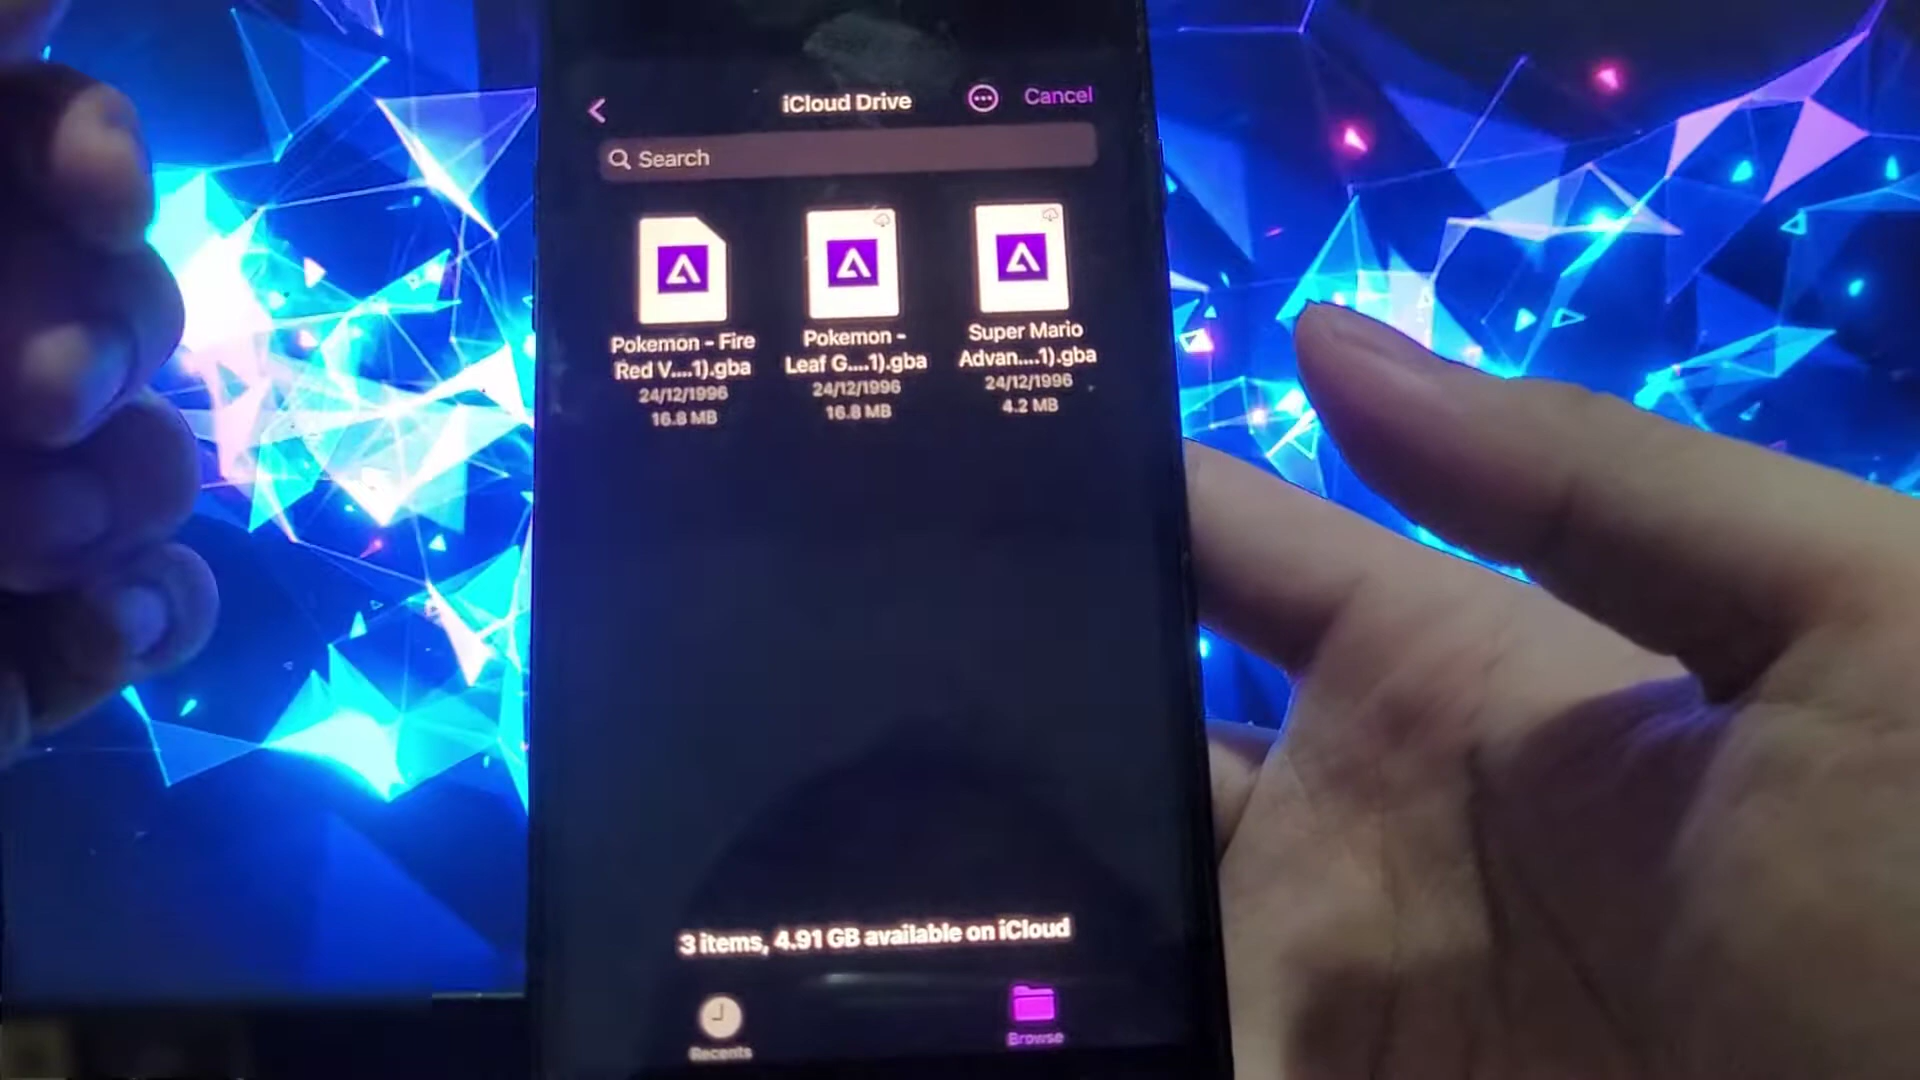 iCloud Drive
Cancel
Search
Pokemon - Fire
Red V....1).gba
24/12/1996
16.8 MB
Pokemon -
Leaf G....1).gba
24/12/1996
16.8 MB
Super Mario
Advan....1).gba
24/12/1996
4.2 MB
3 items, 4.91 GB available on iCloud
Recents
Browse